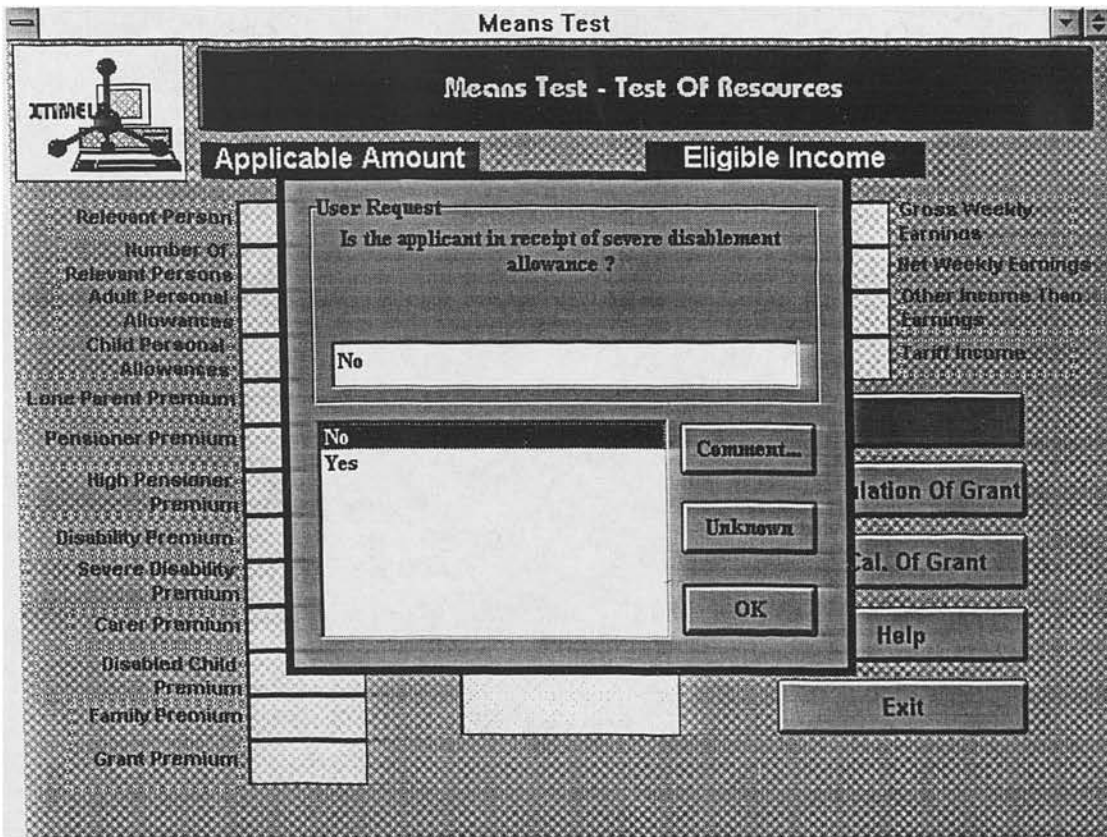 Means Test
Means Test - Test Of Resources
Applicable Amount
Eligible Income
Relevant Person
Number Of
Relevant Persons
Adult Personal
Allowances
Child Personal
Allowances
Lone Parent Premium
Pensioner Premium
High Pensioner
Premium
Disability Premium
Severe Disability
Premium
Carer Premium
Disabled Child
Premium
Family Premium
Grant Premium
User Request
Is the applicant in receipt of severe disablement
allowance ?
No
No
Yes
Comment...
Unknown
OK
Gross Weekly
Earnings
Net Weekly Earnings
Other Income Than
Earnings
Tariff Income
lation Of Grant
Cal. Of Grant
Help
Exit